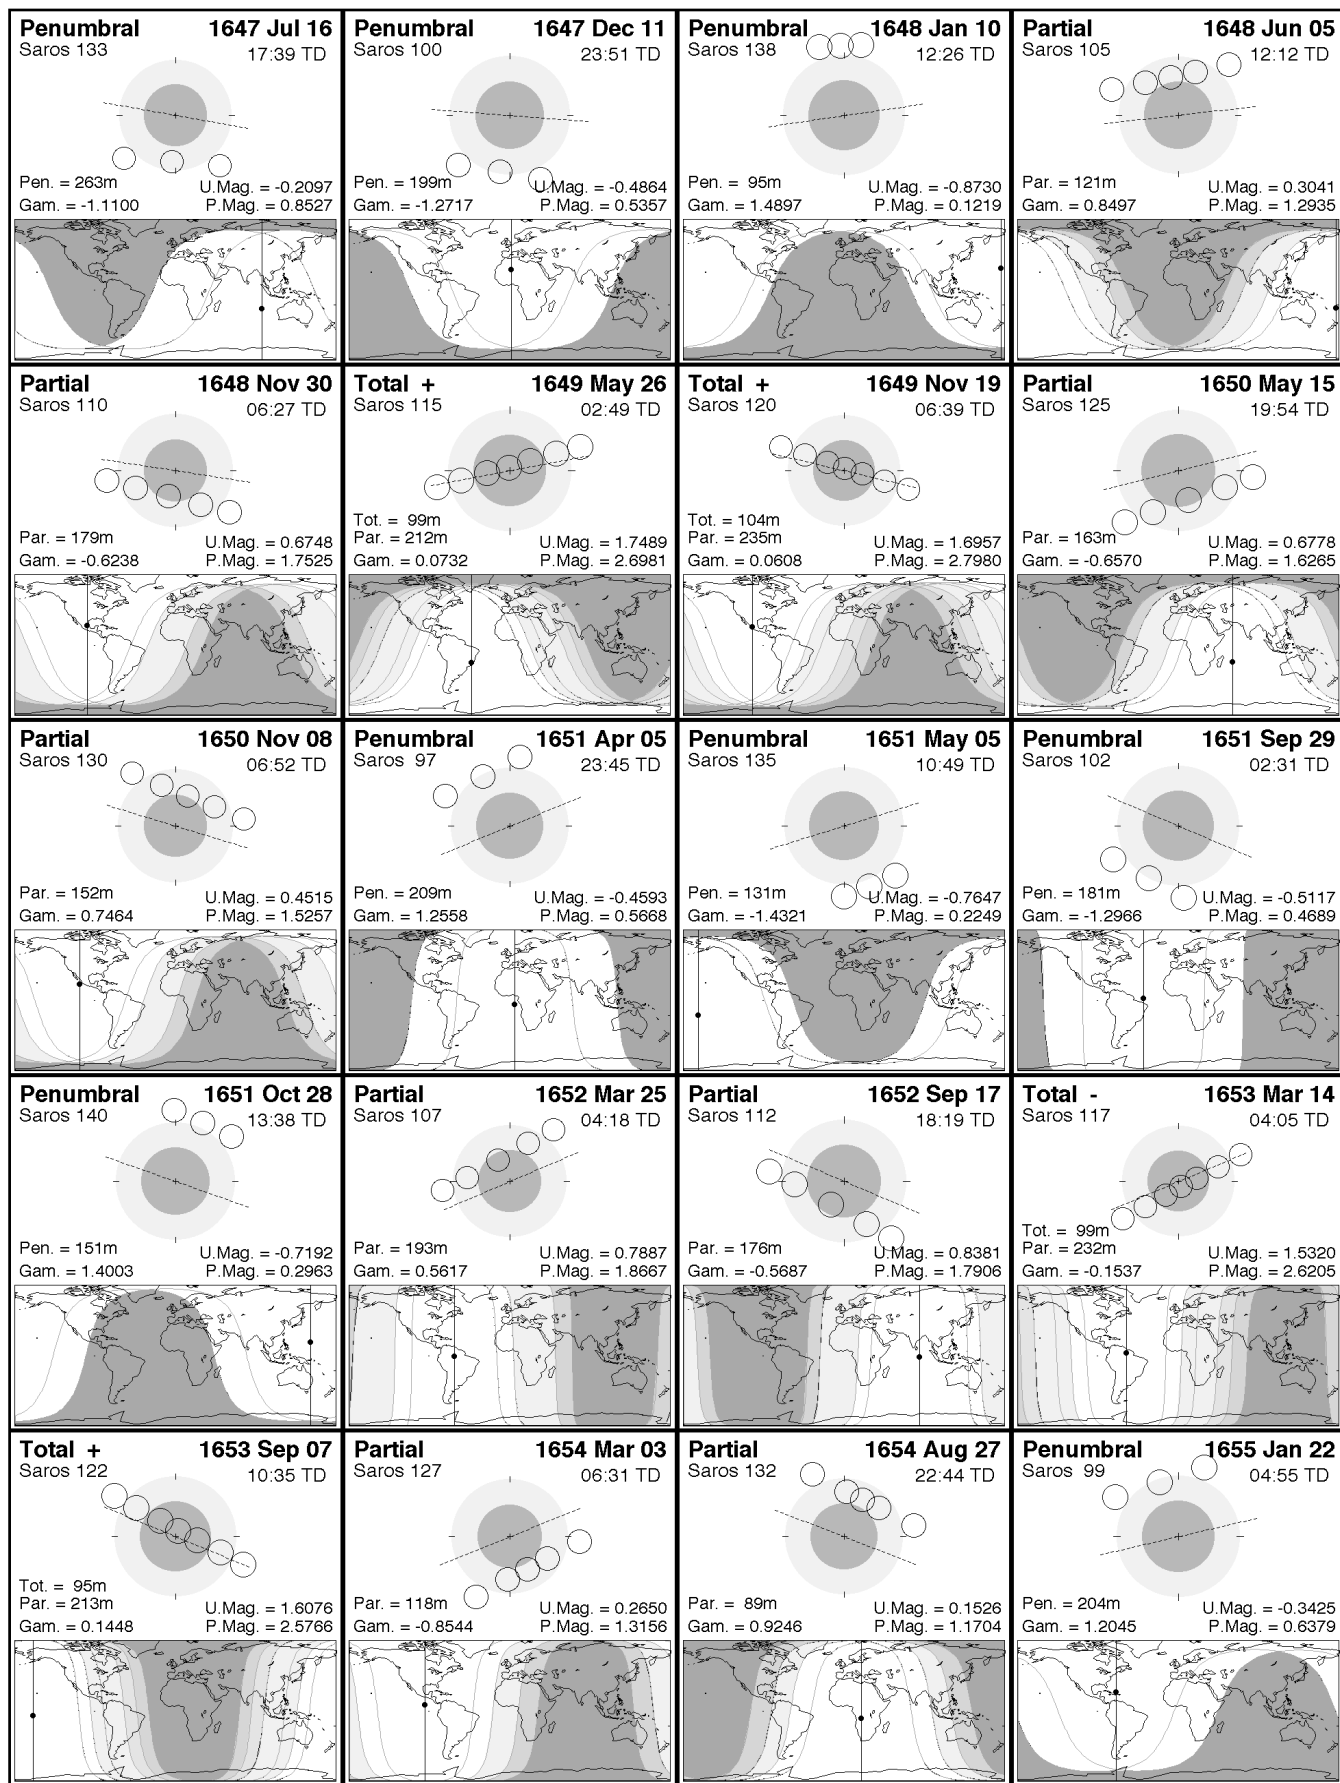 Penumbral 1647 Jul 16
Saros 133 17:39 TD
Pen. = 263m U.Mag. = -0.2097
Gam. = -1.1100 P.Mag. = 0.8527
Penumbral 1647 Dec 11
Saros 100 23:51 TD
Pen. = 199m U.Mag. = -0.4864
Gam. = -1.2717 P.Mag. = 0.5357
Penumbral 1648 Jan 10
Saros 138 12:26 TD
Pen. = 95m U.Mag. = -0.8730
Gam. = 1.4897 P.Mag. = 0.1219
Partial 1648 Jun 05
Saros 105 12:12 TD
Par. = 121m U.Mag. = 0.3041
Gam. = 0.8497 P.Mag. = 1.2935
Partial 1648 Nov 30
Saros 110 06:27 TD
Par. = 179m U.Mag. = 0.6748
Gam. = -0.6238 P.Mag. = 1.7525
Total + 1649 May 26
Saros 115 02:49 TD
Tot. = 99m
Par. = 212m U.Mag. = 1.7489
Gam. = 0.0732 P.Mag. = 2.6981
Total + 1649 Nov 19
Saros 120 06:39 TD
Tot. = 104m
Par. = 235m U.Mag. = 1.6957
Gam. = 0.0608 P.Mag. = 2.7980
Partial 1650 May 15
Saros 125 19:54 TD
Par. = 163m U.Mag. = 0.6778
Gam. = -0.6570 P.Mag. = 1.6265
Partial 1650 Nov 08
Saros 130 06:52 TD
Par. = 152m U.Mag. = 0.4515
Gam. = 0.7464 P.Mag. = 1.5257
Penumbral 1651 Apr 05
Saros 97 23:45 TD
Pen. = 209m U.Mag. = -0.4593
Gam. = 1.2558 P.Mag. = 0.5668
Penumbral 1651 May 05
Saros 135 10:49 TD
Pen. = 131m U.Mag. = -0.7647
Gam. = -1.4321 P.Mag. = 0.2249
Penumbral 1651 Sep 29
Saros 102 02:31 TD
Pen. = 181m U.Mag. = -0.5117
Gam. = -1.2966 P.Mag. = 0.4689
Penumbral 1651 Oct 28
Saros 140 13:38 TD
Pen. = 151m U.Mag. = -0.7192
Gam. = 1.4003 P.Mag. = 0.2963
Partial 1652 Mar 25
Saros 107 04:18 TD
Par. = 193m U.Mag. = 0.7887
Gam. = 0.5617 P.Mag. = 1.8667
Partial 1652 Sep 17
Saros 112 18:19 TD
Par. = 176m U.Mag. = 0.8381
Gam. = -0.5687 P.Mag. = 1.7906
Total - 1653 Mar 14
Saros 117 04:05 TD
Tot. = 99m
Par. = 232m U.Mag. = 1.5320
Gam. = -0.1537 P.Mag. = 2.6205
Total + 1653 Sep 07
Saros 122 10:35 TD
Tot. = 95m
Par. = 213m U.Mag. = 1.6076
Gam. = 0.1448 P.Mag. = 2.5766
Partial 1654 Mar 03
Saros 127 06:31 TD
Par. = 118m U.Mag. = 0.2650
Gam. = -0.8544 P.Mag. = 1.3156
Partial 1654 Aug 27
Saros 132 22:44 TD
Par. = 89m U.Mag. = 0.1526
Gam. = 0.9246 P.Mag. = 1.1704
Penumbral 1655 Jan 22
Saros 99 04:55 TD
Pen. = 204m U.Mag. = -0.3425
Gam. = 1.2045 P.Mag. = 0.6379